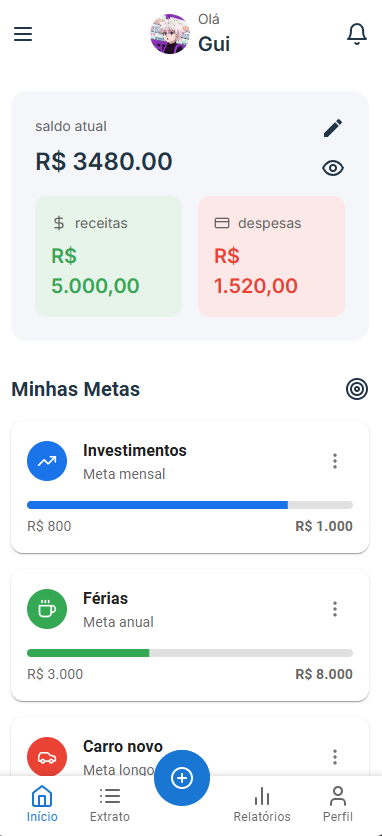 Olá
Gui
saldo atual
R$ 3480.00
receitas
R$
5.000,00
despesas
R$
1.520,00
Minhas Metas
Investimentos
Meta mensal
R$ 800
R$ 1.000
Férias
Meta anual
R$ 3.000
R$ 8.000
Carro novo
Meta longo
Início
Extrato
Relatórios
Perfil